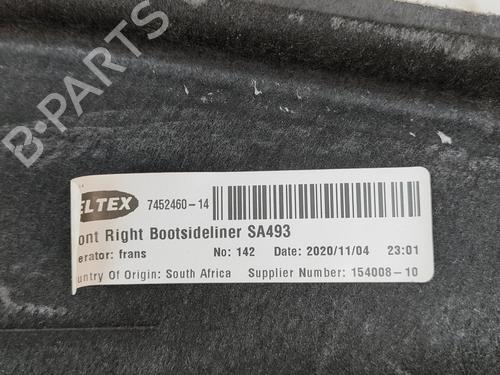 B-PARTS
ELTEX
7452460-14
ont Right Bootsideliner SA493
erator: frans No: 142 Date: 2020/11/04 23:01
untry Of Origin: South Africa Supplier Number: 154008-10